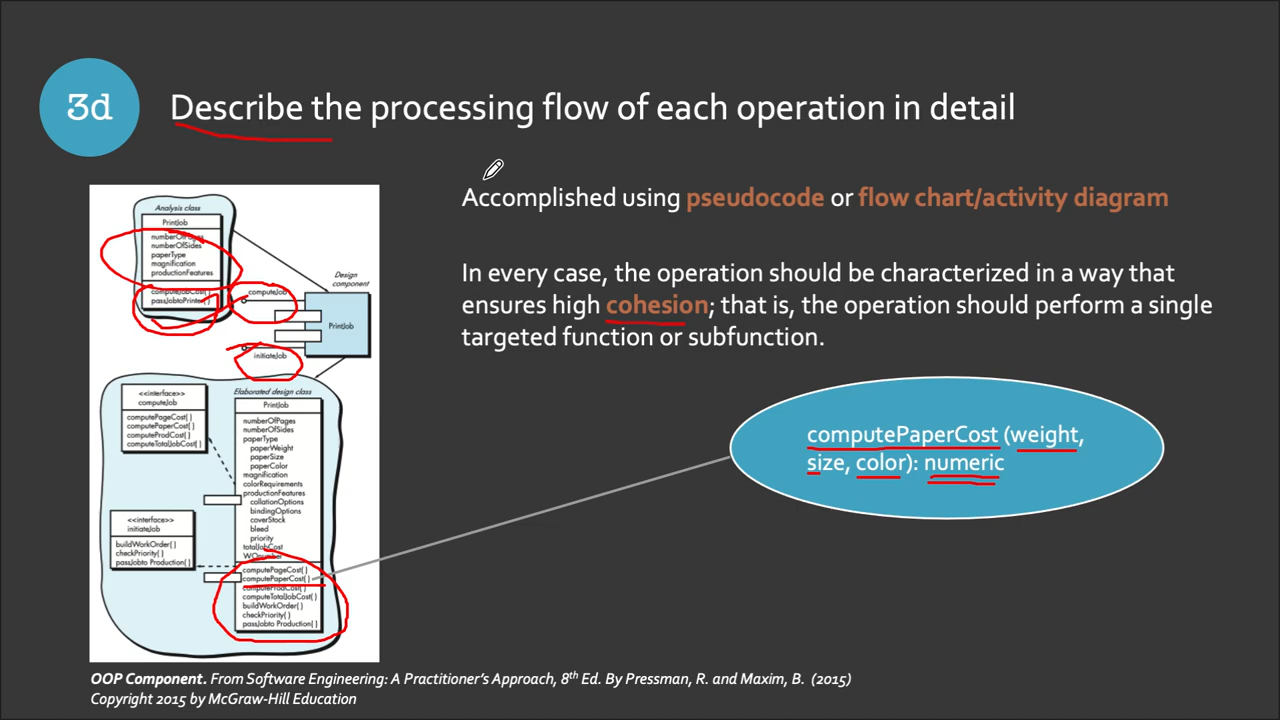 3d
Describe the processing flow of each operation in detail
Accomplished using pseudocode or flow chart/activity diagram
In every case, the operation should be characterized in a way that
ensures high cohesion; that is, the operation should perform a single
targeted function or subfunction.
computePaperCost (weight,
size, color): numeric
Analysis class
PrintJob
numberOfPages
numberOfSides
paperType
magnification
productionFeatures
computeJobCost( )
passJobtoPrinter( )
computeJob
initiateJob
Design
component
PrintJob
<<interface>>
computeJob
computePageCost( )
computePaperCost( )
computeProdCost( )
computeTotalJobCost( )
<<interface>>
initiateJob
buildWorkOrder( )
checkPriority( )
passJobto Production( )
Elaborated design class
PrintJob
numberOfPages
numberOfSides
paperType
paperWeight
paperSize
paperColor
magnification
colorRequirements
productionFeatures
collationOptions
bindingOptions
coverStock
bleed
priority
totalJobCost
WOnumber
computePageCost( )
computePaperCost( )
computeProdCost( )
computeTotalJobCost( )
buildWorkOrder( )
checkPriority( )
passJobto Production( )
OOP Component. From Software Engineering: A Practitioner's Approach, 8th Ed. By Pressman, R. and Maxim, B. (2015)
Copyright 2015 by McGraw-Hill Education